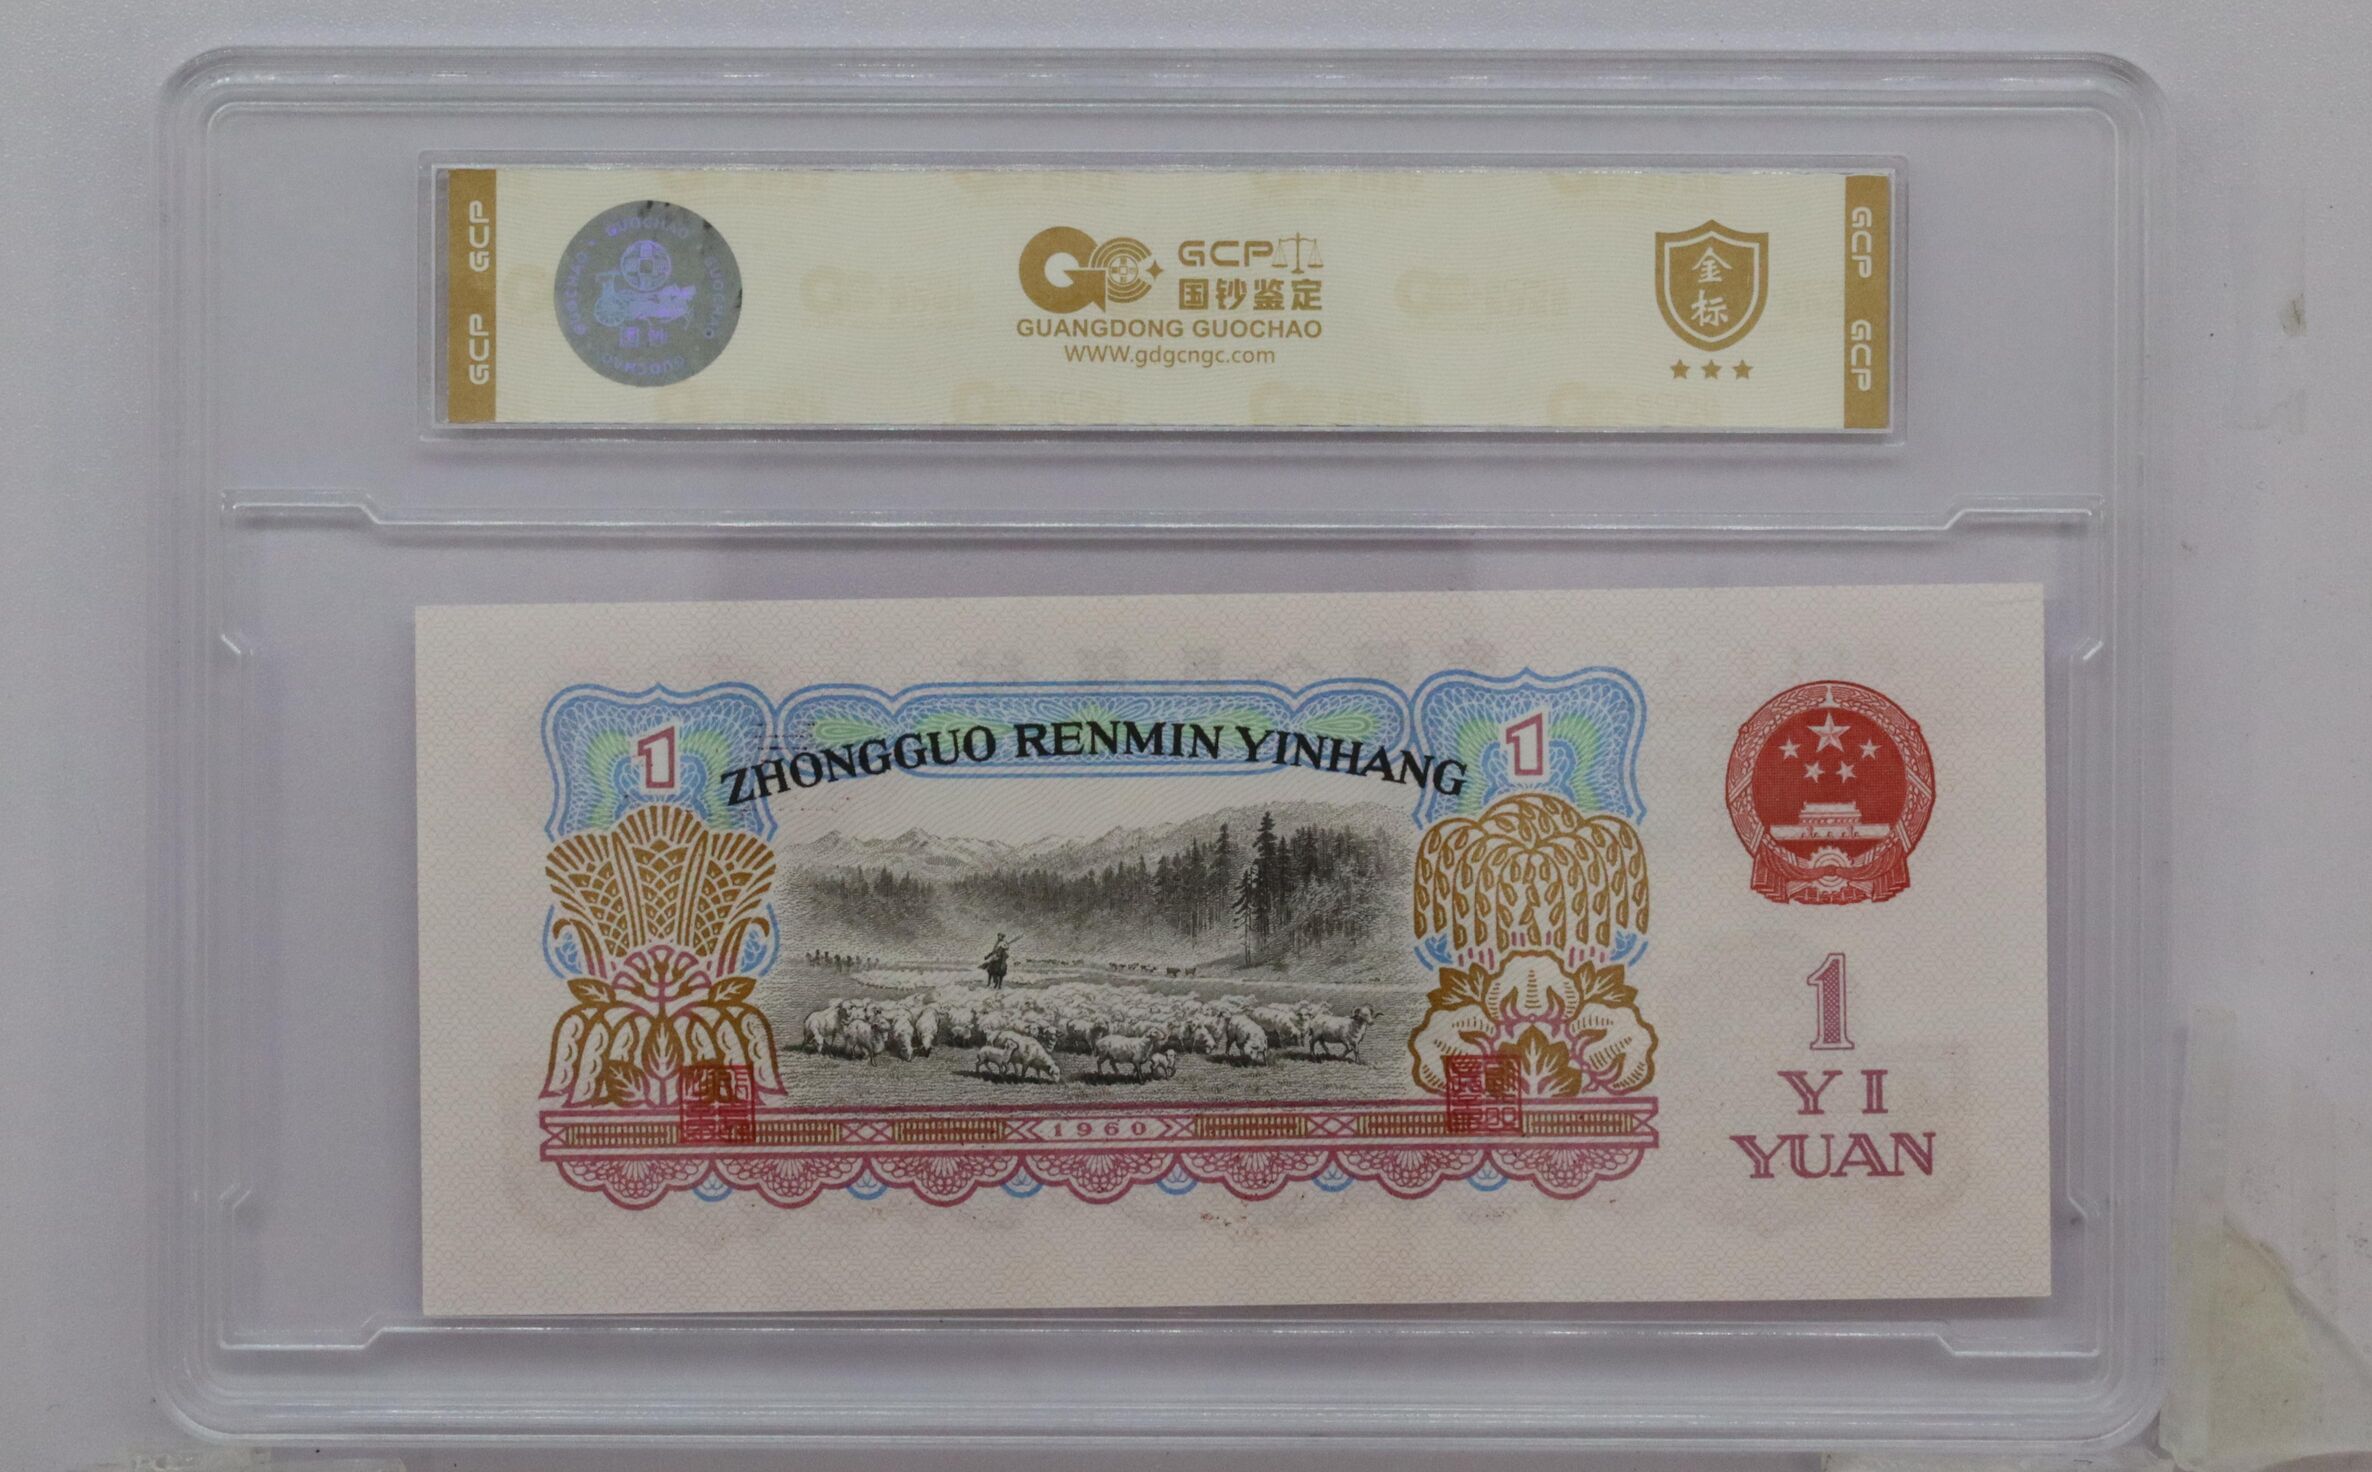 GCP
GCP
GUOCHAO
国钞
GCP
国钞鉴定
GUANGDONG GUOCHAO
WWW.gdgcngc.com
金标
GCP
GCP
ZHONGGUO RENMIN YINHANG
1
1
1960
1
YI
YUAN